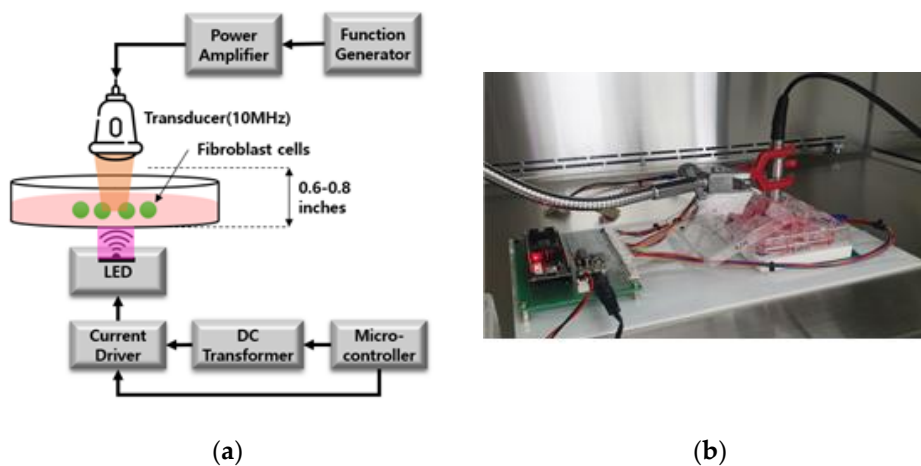 Power
Amplifier
Function
Generator
Transducer(10MHz)
Fibroblast cells
0.6-0.8
inches
LED
Current
Driver
DC
Transformer
Micro-
controller
(a)
(b)